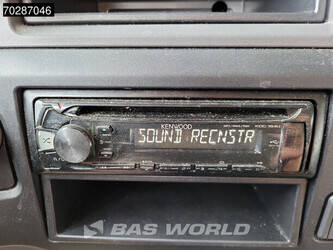 70287046
KENWOOD
SOUND RECNSTR
BAS WORLD